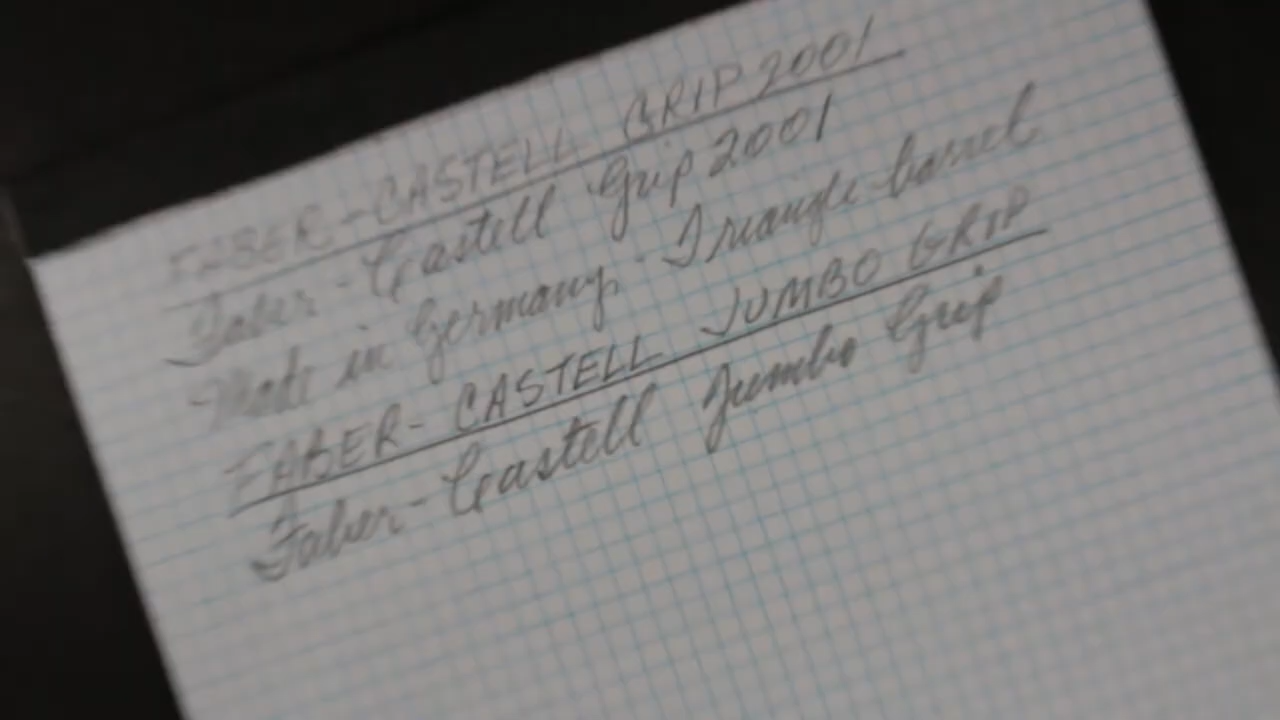 FABER-CASTELL GRIP 2001
Faber-Castell Grip 2001
-Made in Germany. Triangle barrel
FABER-CASTELL JUMBO GRIP
Faber-Castell Jumbo Grip